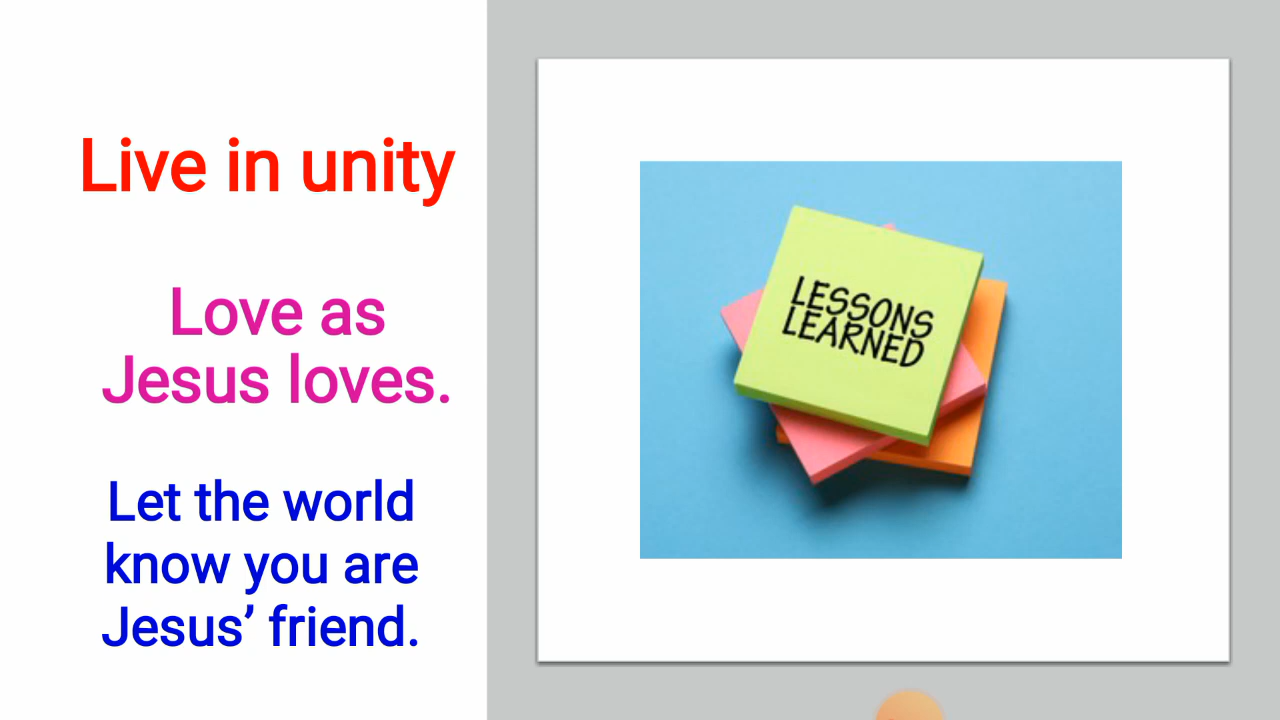 Live in unity
Love as
Jesus loves.
Let the world
know you are
Jesus’ friend.
LESSONS
LEARNED